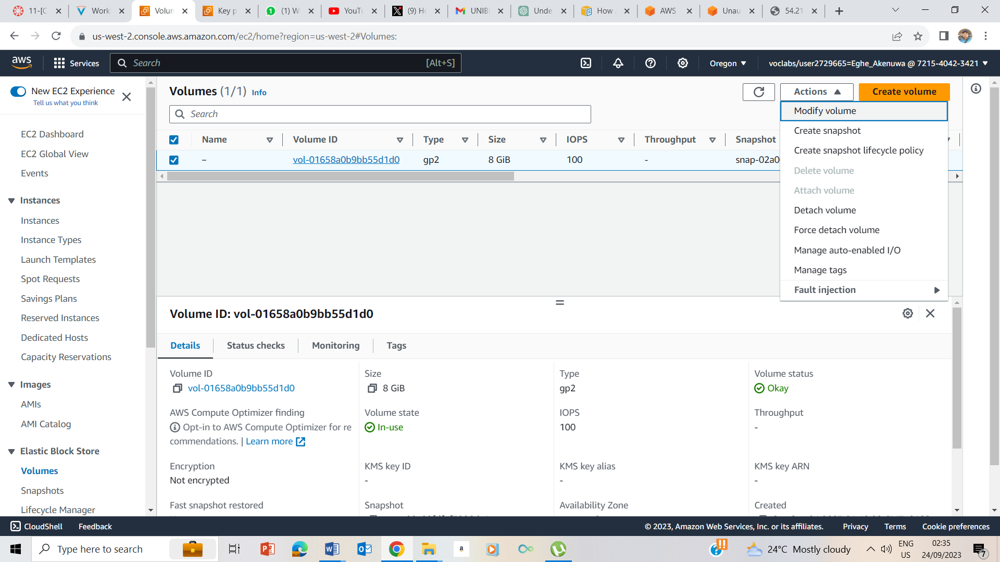 11-[C
Work
Volun
Key p
(1) W
YouTu
(9) Ho
UNIBE
Unde
How
AWS
Unau
54.21
us-west-2.console.aws.amazon.com/ec2/home?region=us-west-2#Volumes:
aws
Services
Search
[Alt+S]
Oregon
voclabs/user2729665=Eghe_Akenuwa @ 7215-4042-3421
New EC2 Experience
Tell us what you think
EC2 Dashboard
EC2 Global View
Events
Instances
Instances
Instance Types
Launch Templates
Spot Requests
Savings Plans
Reserved Instances
Dedicated Hosts
Capacity Reservations
Images
AMIs
AMI Catalog
Elastic Block Store
Volumes
Snapshots
Lifecycle Manager
Volumes (1/1) Info
Actions
Create volume
Search
Name
Volume ID
Type
Size
IOPS
Throughput
Snapshot
–
vol-01658a0b9bb55d1d0
gp2
8 GiB
100
-
snap-02a0
Modify volume
Create snapshot
Create snapshot lifecycle policy
Delete volume
Attach volume
Detach volume
Force detach volume
Manage auto-enabled I/O
Manage tags
Fault injection
Volume ID: vol-01658a0b9bb55d1d0
Details
Status checks
Monitoring
Tags
Volume ID
vol-01658a0b9bb55d1d0
Size
8 GiB
Type
gp2
Volume status
Okay
AWS Compute Optimizer finding
Opt-in to AWS Compute Optimizer for re
commendations. | Learn more
Volume state
In-use
IOPS
100
Throughput
-
Encryption
Not encrypted
KMS key ID
-
KMS key alias
-
KMS key ARN
-
Fast snapshot restored
Snapshot
Availability Zone
Created
CloudShell
Feedback
© 2023, Amazon Web Services, Inc. or its affiliates.
Privacy
Terms
Cookie preferences
Type here to search
24°C Mostly cloudy
ENG
US
02:35
24/09/2023
7